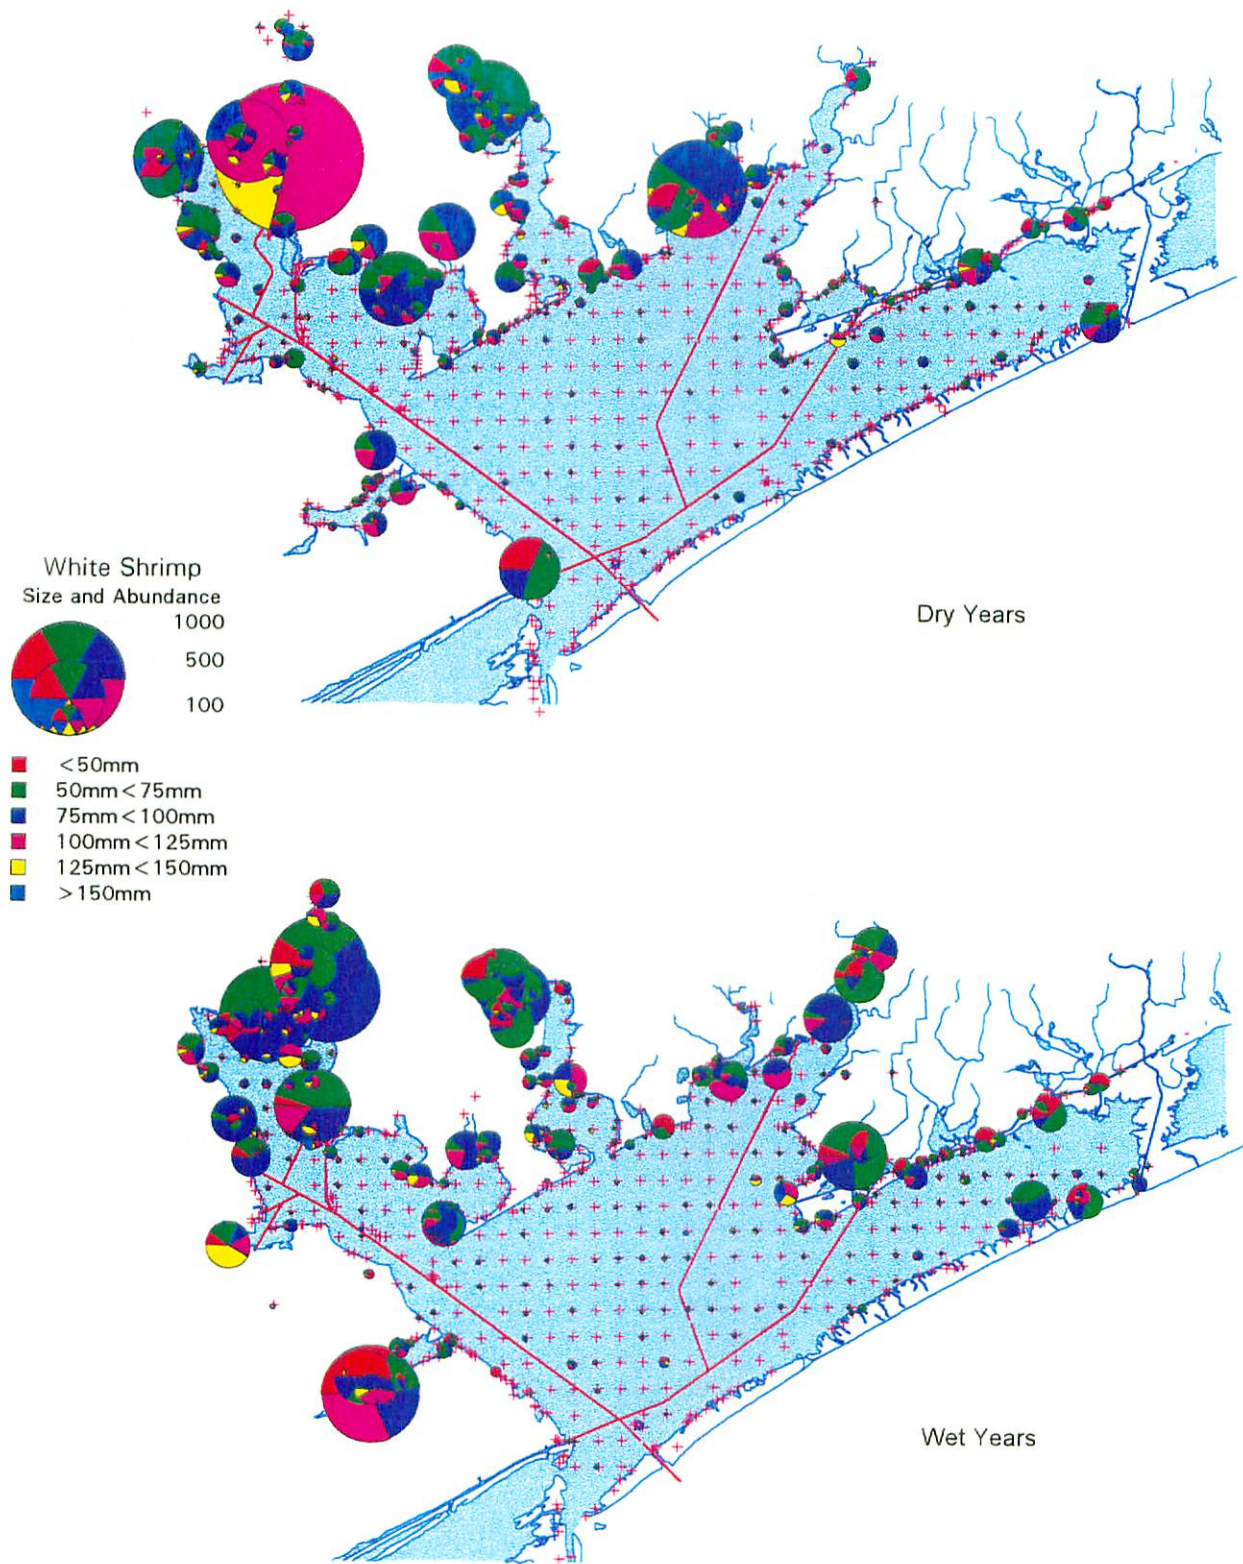 Dry Years
White Shrimp
Size and Abundance
1000
500
100
<50mm
50mm<75mm
75mm<100mm
100mm<125mm
125mm<150mm
>150mm
Wet Years